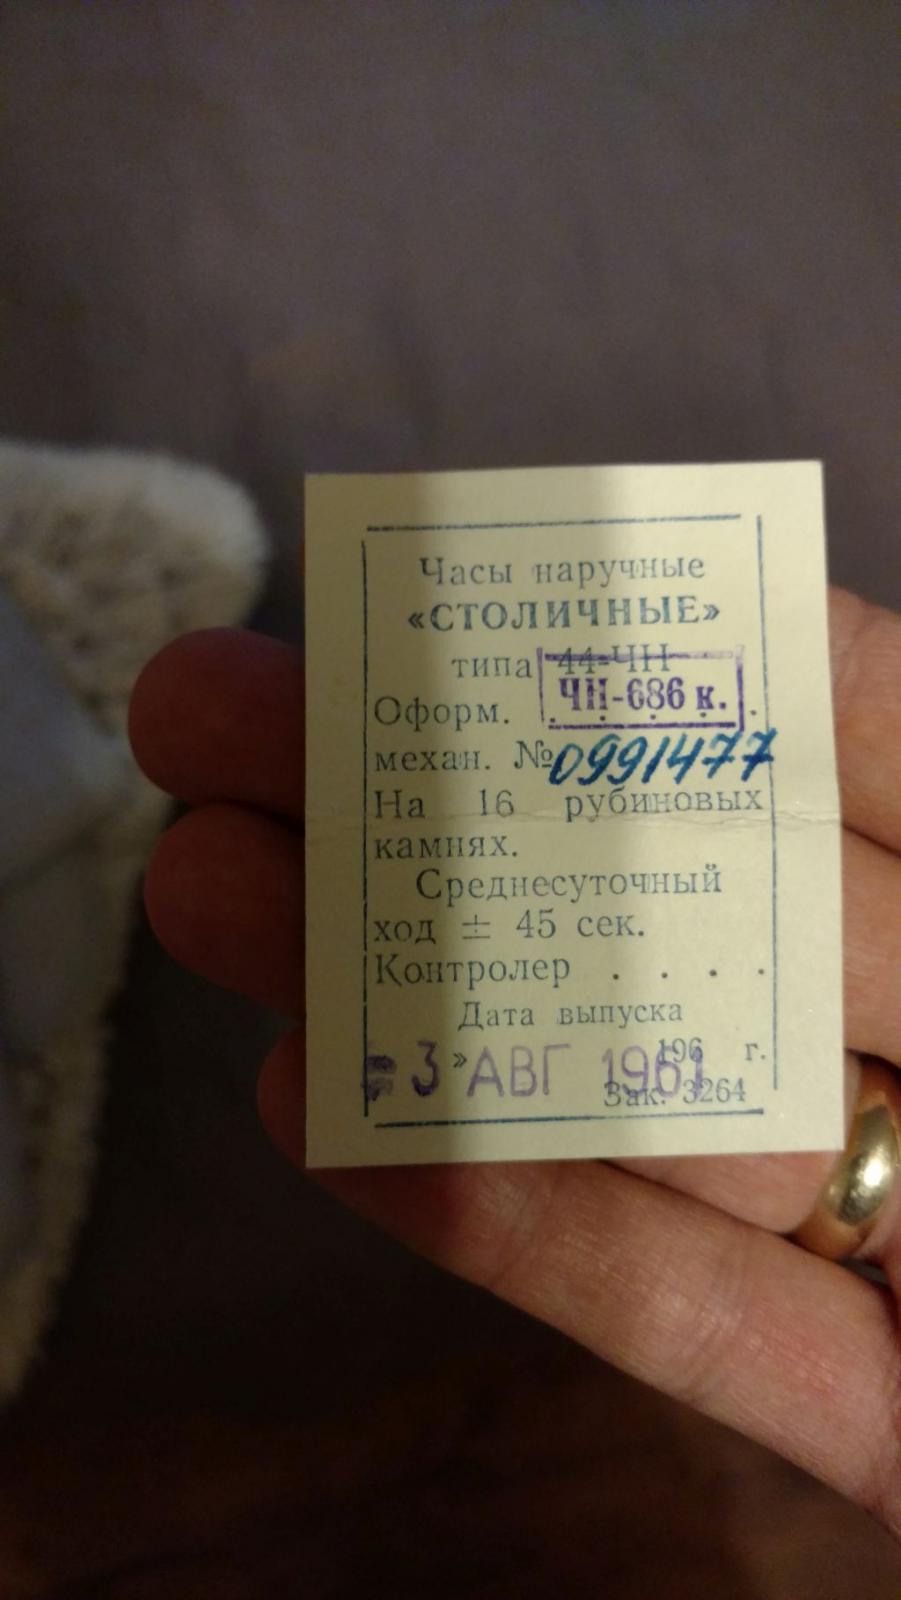 Часы наручные
«СТОЛИЧНЫЕ»
типа 44-ЧН
ЧН-686 к.
Оформ. . . . . .
механ. № 0991477
На 16 рубиновых
камнях.
Среднесуточный
ход ± 45 сек.
Контролер . . . .
Дата выпуска
» 196 г.
3 АВГ 1961
Зак. 3264